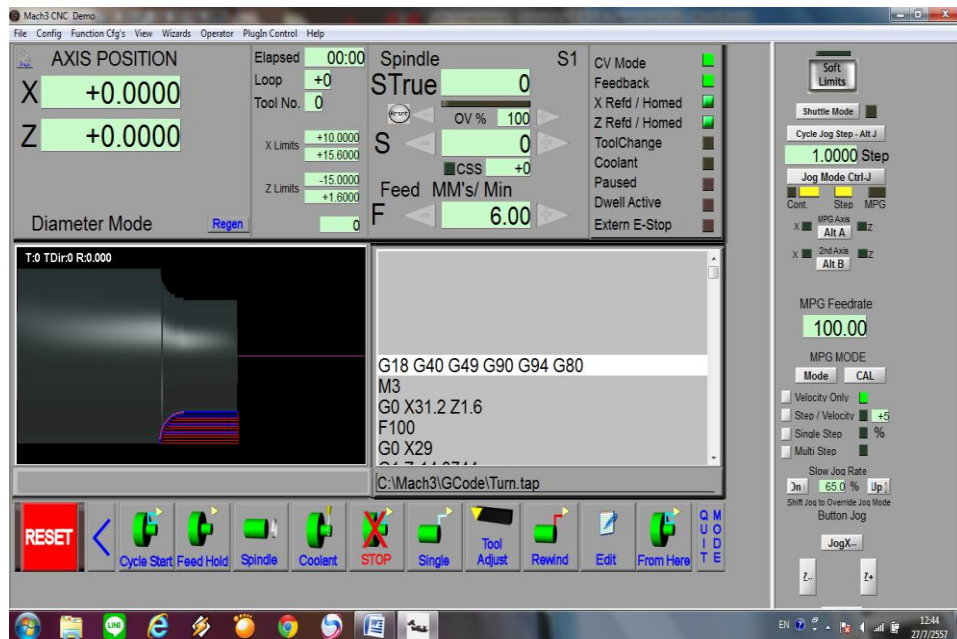 Mach3 CNC Demo
File Config Function Cfg's View Wizards Operator PlugIn Control Help
AXIS POSITION
X +0.0000
Z +0.0000
Diameter Mode Regen
Elapsed 00:00
Loop +0
Tool No. 0
X Limits +10.0000
+15.6000
Z Limits -15.0000
+1.6000
0
Spindle S1
STrue 0
Reset OV % 100
S 0
CSS +0
Feed MM's/ Min
F 6.00
CV Mode
Feedback
X Refd / Homed
Z Refd / Homed
ToolChange
Coolant
Paused
Dwell Active
Extern E-Stop
T:0 TDir:0 R:0.000
G18 G40 G49 G90 G94 G80
M3
G0 X31.2 Z1.6
F100
G0 X29
C:\Mach3\GCode\Turn.tap
RESET
Cycle Start
Feed Hold
Spindle
Coolant
STOP
Single
Tool Adjust
Rewind
Edit
From Here
QUIT MODE
Soft Limits
Shuttle Mode
Cycle Jog Step - Alt J
1.0000 Step
Jog Mode Ctrl-J
Cont. Step MPG
MPG Axis
X Alt A Z
2nd Axis
X Alt B Z
MPG Feedrate
100.00
MPG MODE
Mode CAL
Velocity Only
Step / Velocity +5
Single Step %
Multi Step
Slow Jog Rate
Dn 65.0 % Up
Shift Jog to Override Jog Mode
Button Jog
JogX--
Z-- Z+
LINE
EN 12:44
27/7/2557